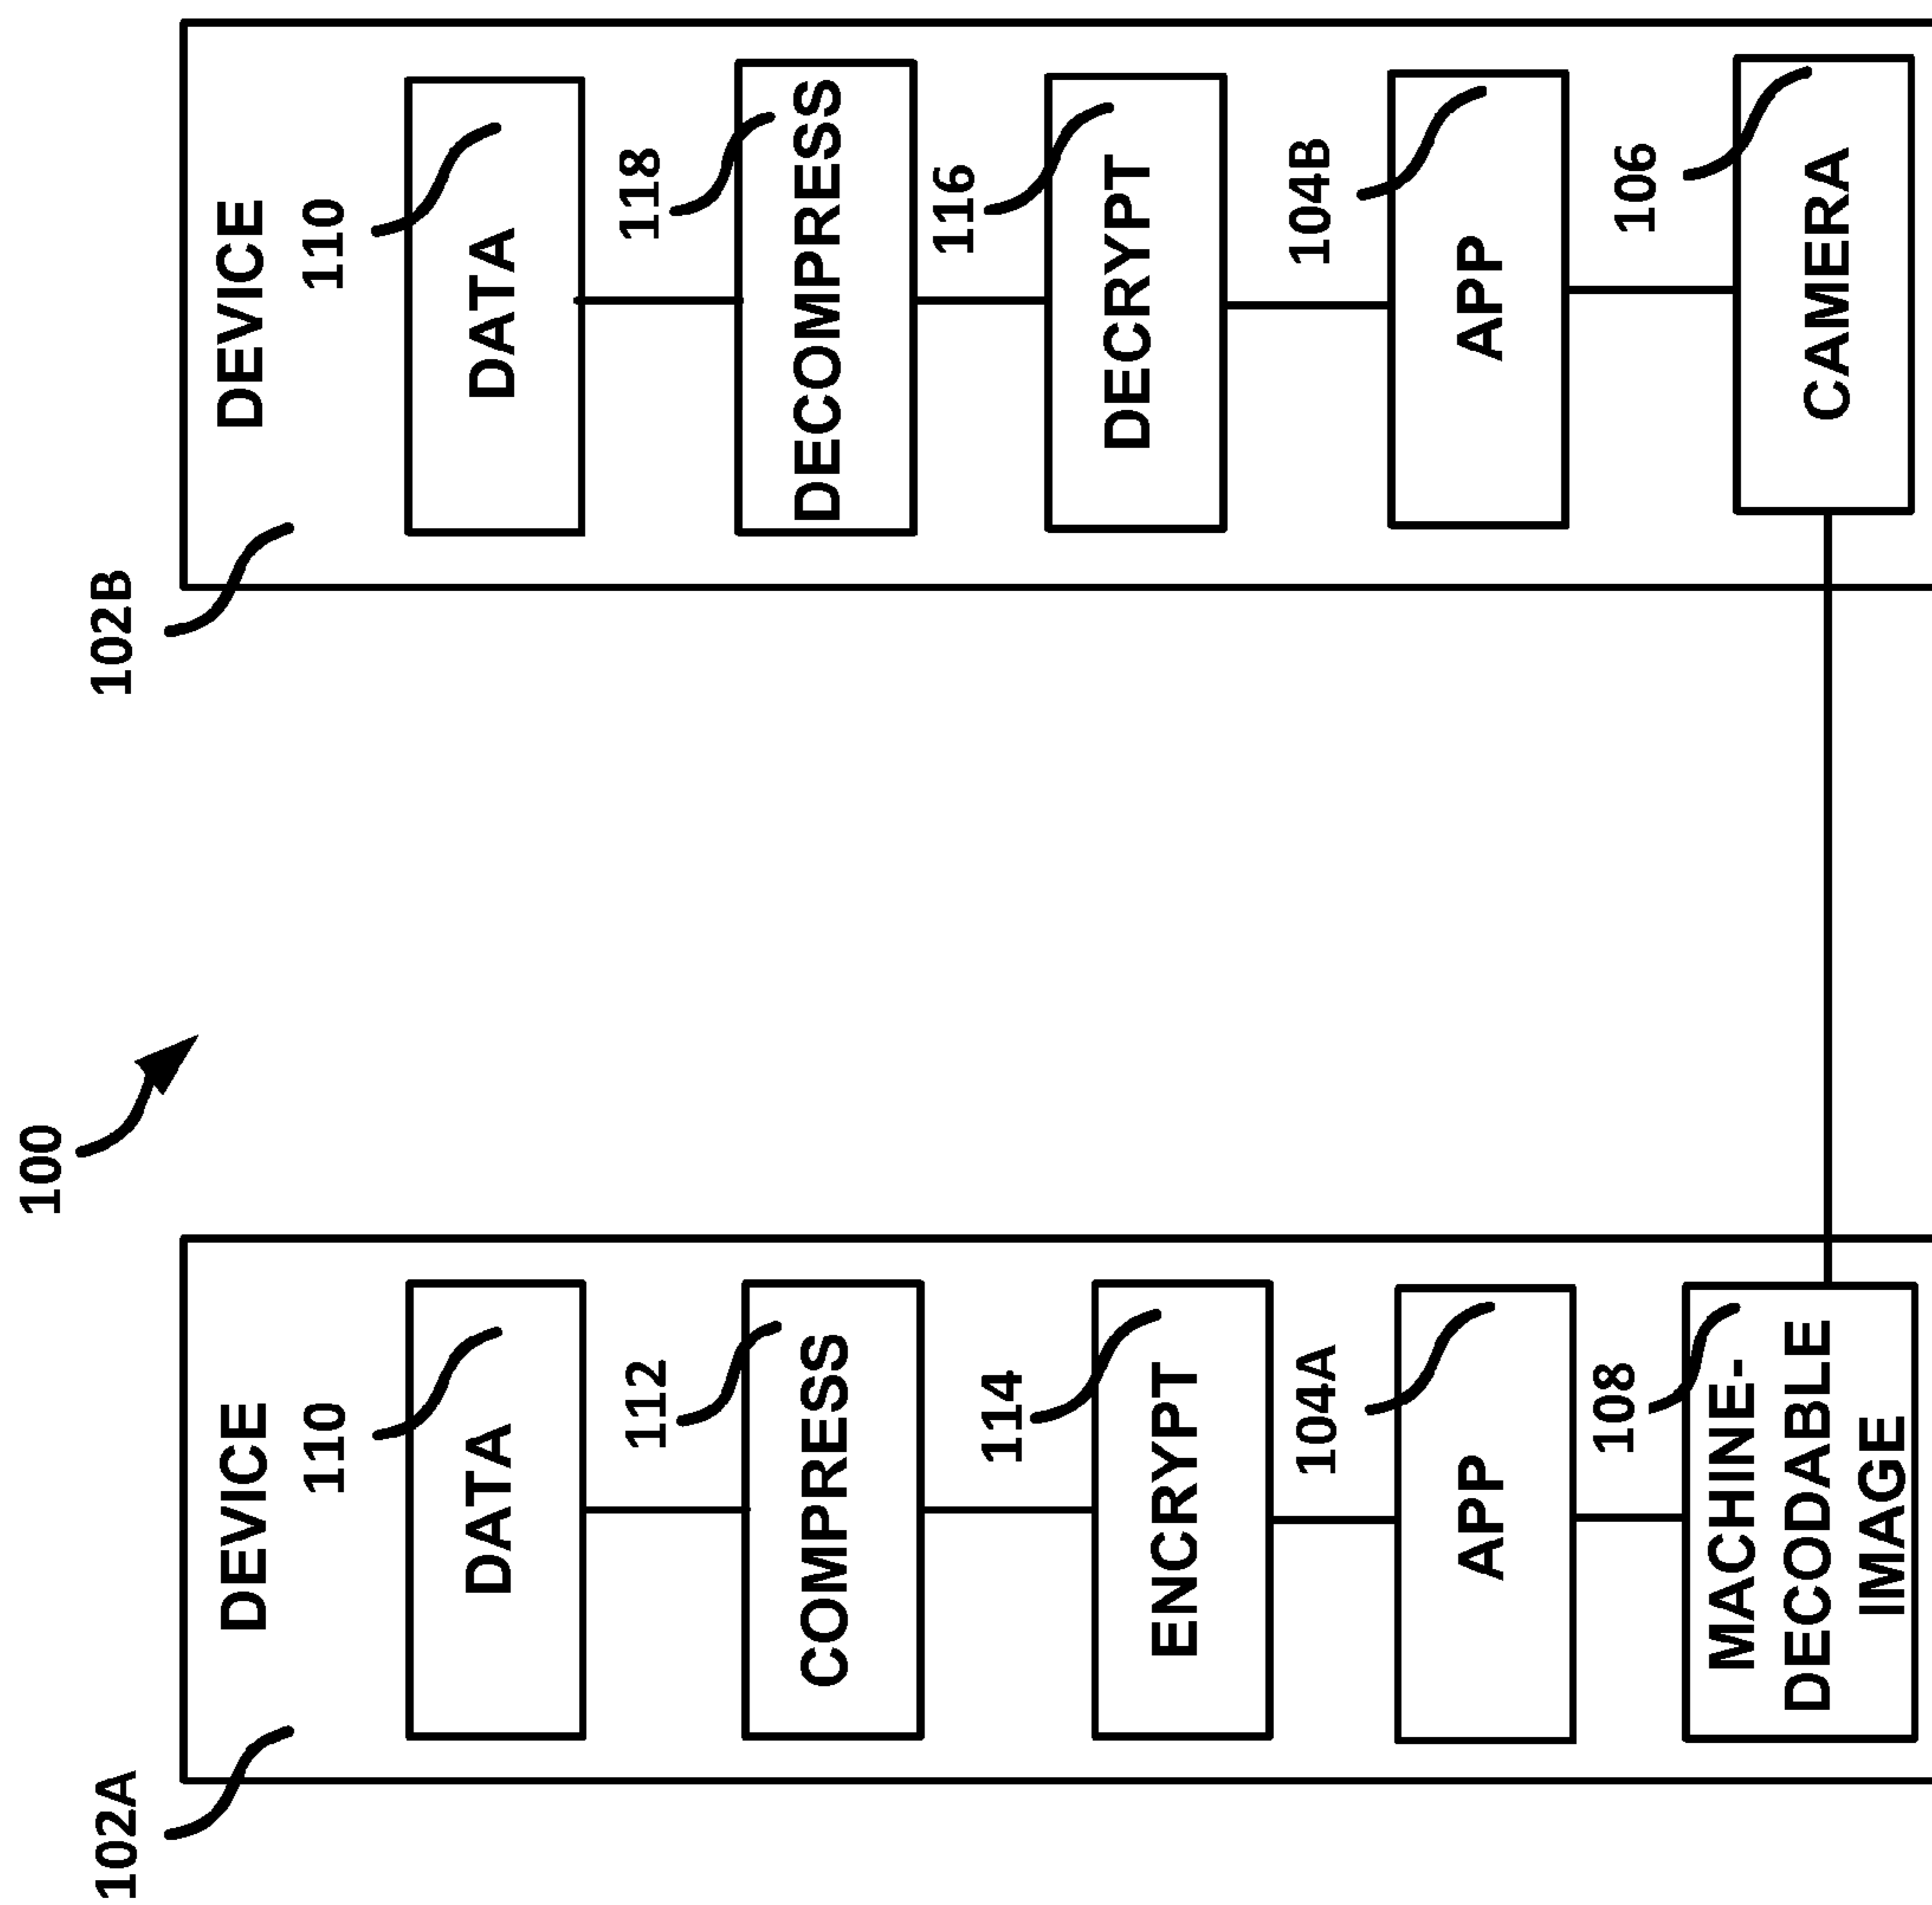 100
102A
DEVICE
110
DATA
112
COMPRESS
114
ENCRYPT
104A
APP
108
MACHINE-
DECODABLE
IMAGE
102B
DEVICE
110
DATA
118
DECOMPRESS
116
DECRYPT
104B
APP
106
CAMERA